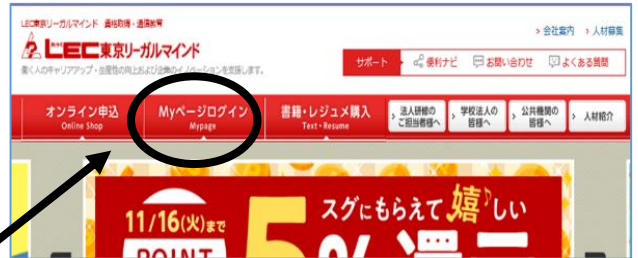 LEC東京リーガルマインド 資格取得・通信教育
LEC東京リーガルマインド
働く人のキャリアアップ・生産性の向上および企業のイノベーションを支援します。
会社案内 人材募集
サポート 便利ナビ お問い合わせ よくある質問
オンライン申込 Myページログイン 書籍・レジュメ購入 法人研修の 学校法人の 公共機関の 人材紹介
Online Shop Mypage Text・Resume ご担当者様へ 皆様へ 皆様へ
11/16(火)まで
スグにもらえて嬉しい
POINT 5% 還元